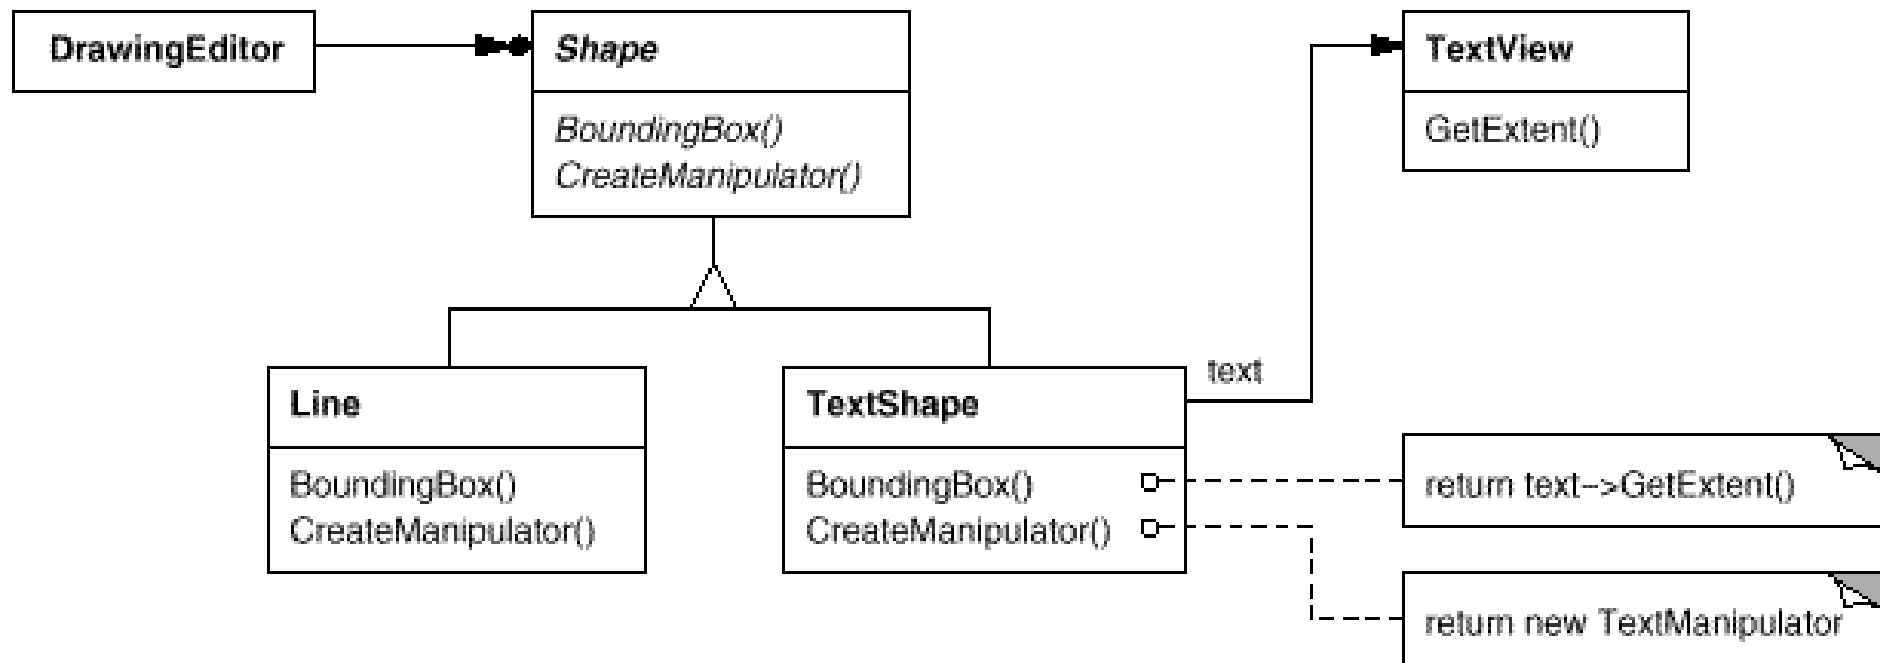 DrawingEditor
Shape
BoundingBox()
CreateManipulator()
TextView
GetExtent()
Line
BoundingBox()
CreateManipulator()
TextShape
BoundingBox()
CreateManipulator()
text
return text-->GetExtent()
return new TextManipulator